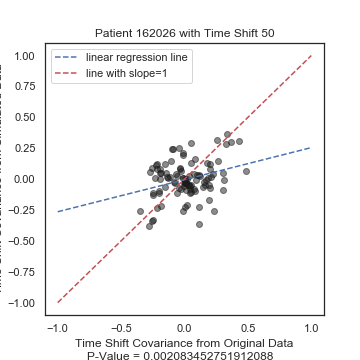 Patient 162026 with Time Shift 50
linear regression line
line with slope=1
1.00
0.75
0.50
0.25
0.00
−0.25
−0.50
−0.75
−1.00
−1.0
−0.5
0.0
0.5
1.0
Time Shift Covariance from Original Data
P-Value = 0.002083452751912088